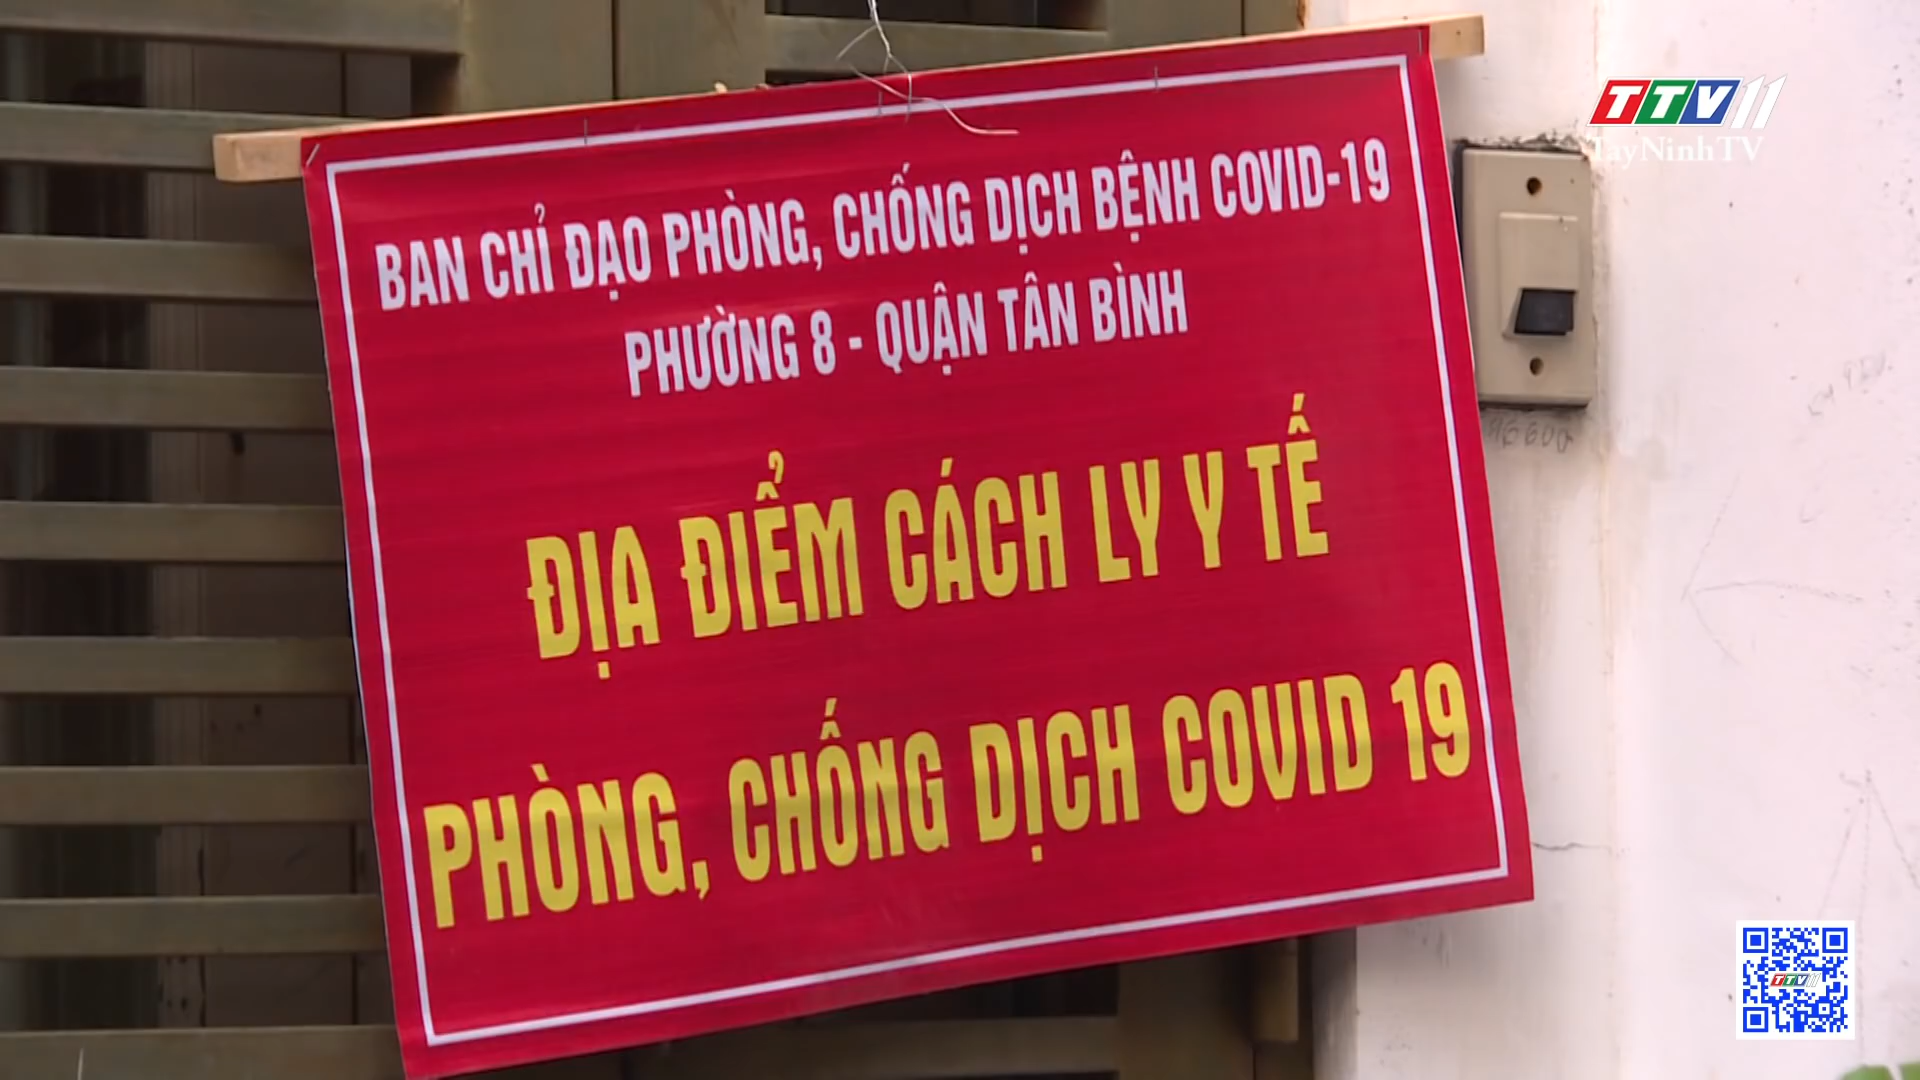 TTV11
TayNinhTV
BAN CHỈ ĐẠO PHÒNG, CHỐNG DỊCH BỆNH COVID-19
PHƯỜNG 8 - QUẬN TÂN BÌNH
ĐỊA ĐIỂM CÁCH LY Y TẾ
PHÒNG, CHỐNG DỊCH COVID 19
TTV11